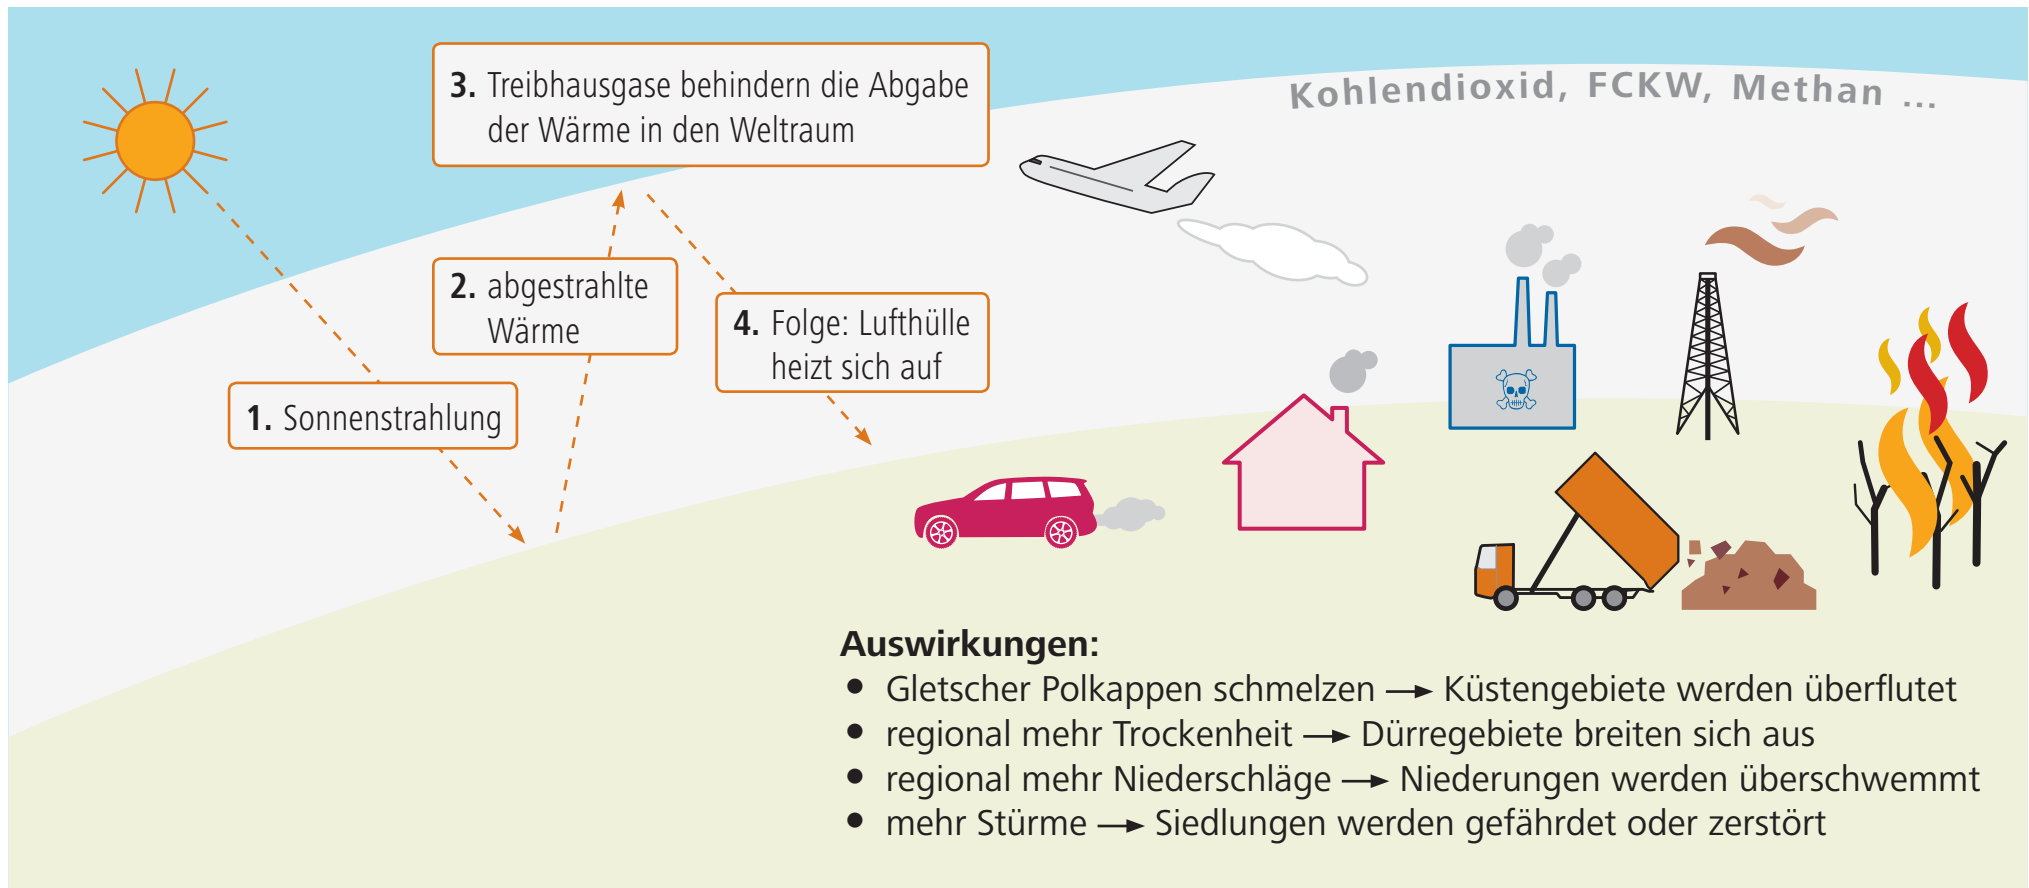 3. Treibhausgase behindern die Abgabe
der Wärme in den Weltraum
Kohlendioxid, FCKW, Methan ...
2. abgestrahlte
Wärme
4. Folge: Lufthülle
heizt sich auf
1. Sonnenstrahlung
Auswirkungen:
• Gletscher Polkappen schmelzen → Küstengebiete werden überflutet
• regional mehr Trockenheit → Dürregebiete breiten sich aus
• regional mehr Niederschläge → Niederungen werden überschwemmt
• mehr Stürme → Siedlungen werden gefährdet oder zerstört